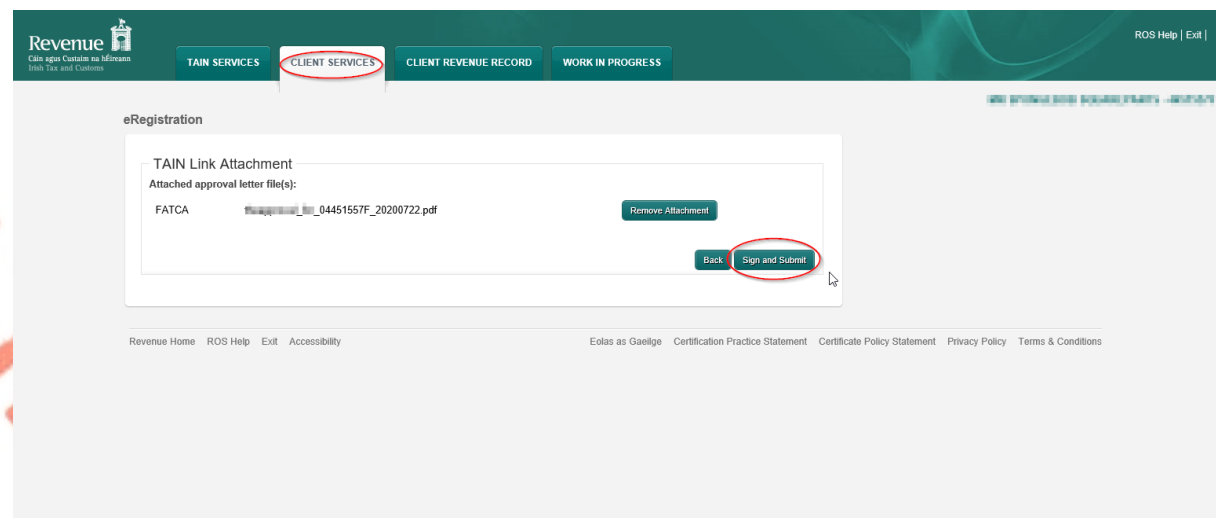 Revenue
Cáin agus Custaim na hÉireann
Irish Tax and Customs
TAIN SERVICES
CLIENT SERVICES
CLIENT REVENUE RECORD
WORK IN PROGRESS
ROS Help | Exit |
eRegistration
TAIN Link Attachment
Attached approval letter file(s):
FATCA _04451557F_20200722.pdf Remove Attachment
Back Sign and Submit
Revenue Home ROS Help Exit Accessibility Eolas as Gaeilge Certification Practice Statement Certificate Policy Statement Privacy Policy Terms & Conditions